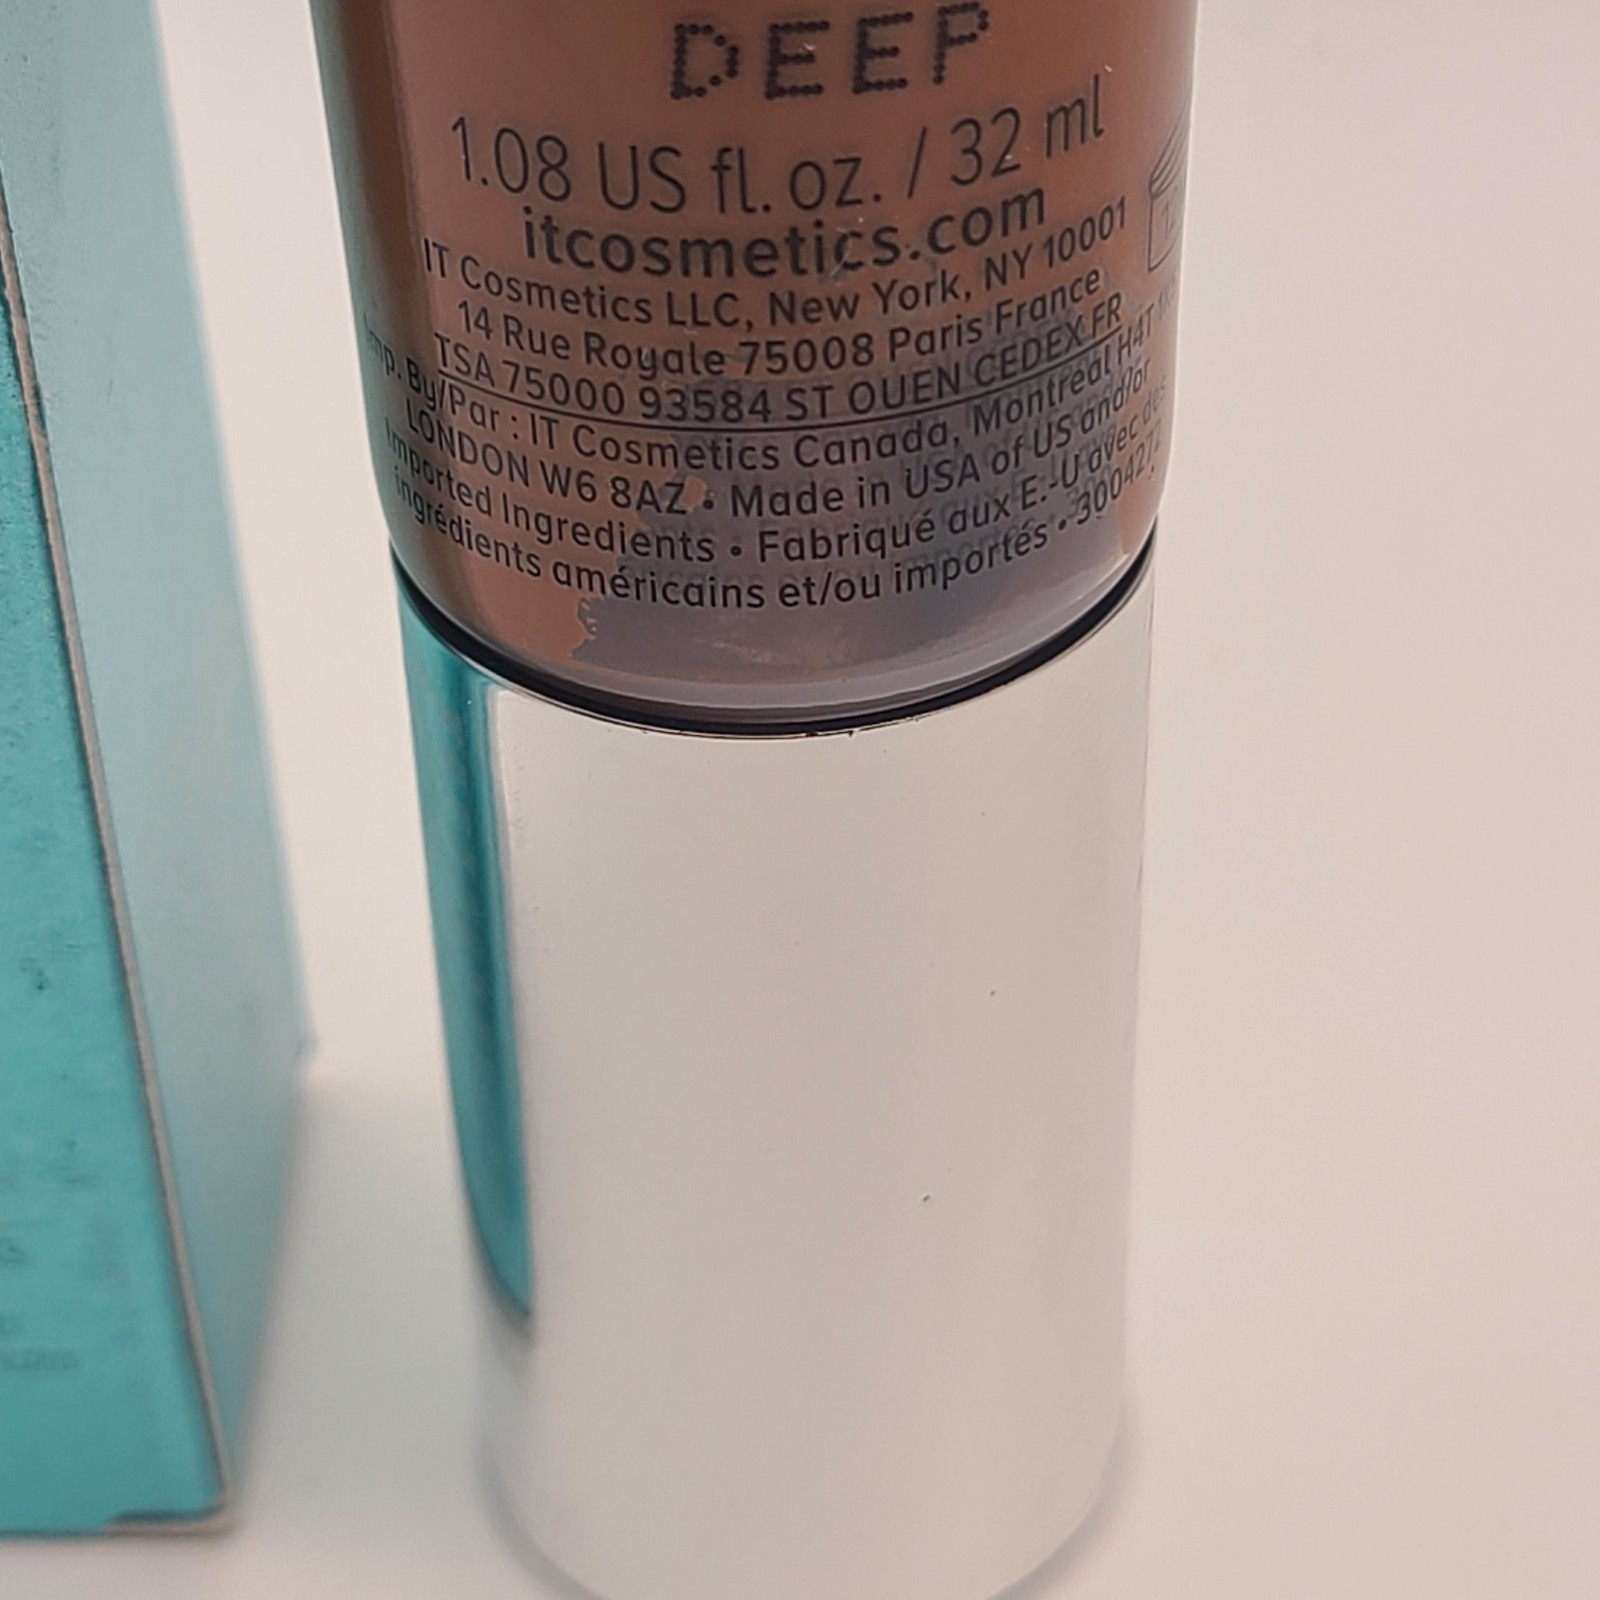 DEEP
1.08 US fl. oz. / 32 ml
itcosmetics.com
IT Cosmetics LLC, New York, NY 10001
14 Rue Royale 75008 Paris France
TSA 75000 93584 ST OUEN CEDEX FR
Imp. By/Par : IT Cosmetics Canada, Montreal H4T
LONDON W6 8AZ • Made in USA of US and/or
Imported Ingredients • Fabriqué aux E.-U avec des
ingrédients américains et/ou importés •